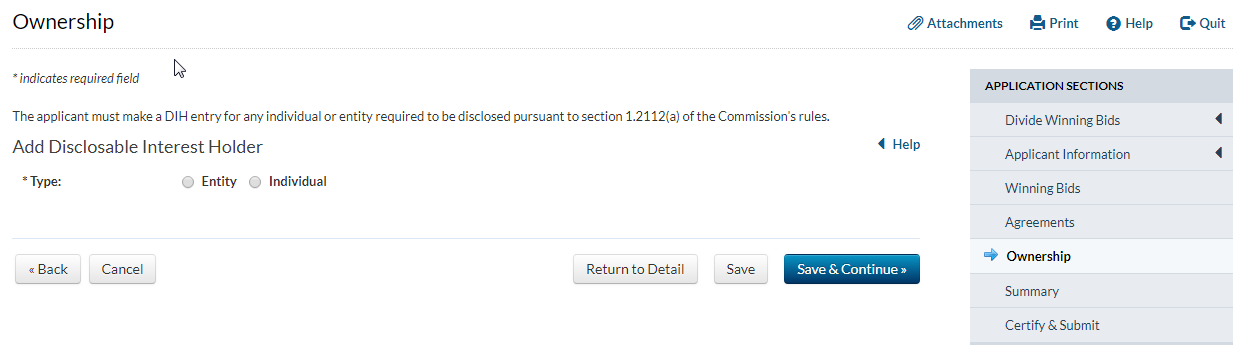 Ownership
Attachments Print Help Quit
* indicates required field
The applicant must make a DIH entry for any individual or entity required to be disclosed pursuant to section 1.2112(a) of the Commission's rules.
Add Disclosable Interest Holder
Help
* Type: Entity Individual
« Back Cancel Return to Detail Save Save & Continue »
APPLICATION SECTIONS
Divide Winning Bids
Applicant Information
Winning Bids
Agreements
Ownership
Summary
Certify & Submit